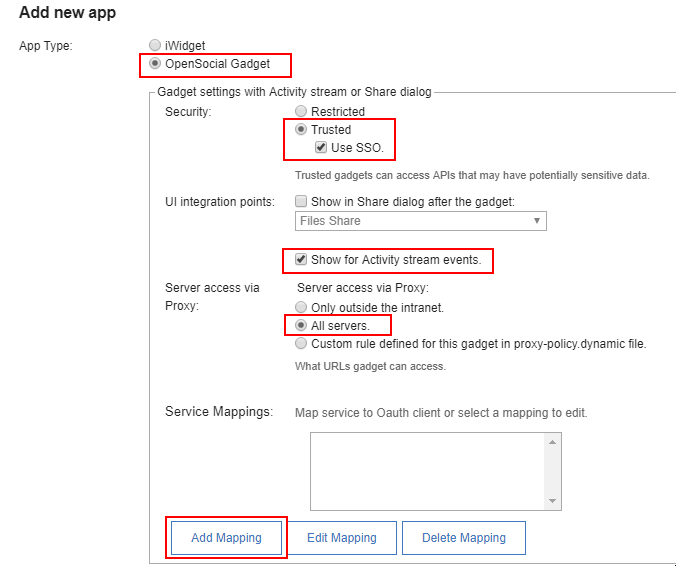 Add new app
App Type:
iWidget
OpenSocial Gadget
Gadget settings with Activity stream or Share dialog
Security:
Restricted
Trusted
Use SSO.
Trusted gadgets can access APIs that may have potentially sensitive data.
UI integration points:
Show in Share dialog after the gadget:
Files Share
Show for Activity stream events.
Server access via
Proxy:
Server access via Proxy:
Only outside the intranet.
All servers.
Custom rule defined for this gadget in proxy-policy.dynamic file.
What URLs gadget can access.
Service Mappings:
Map service to Oauth client or select a mapping to edit.
Add Mapping
Edit Mapping
Delete Mapping